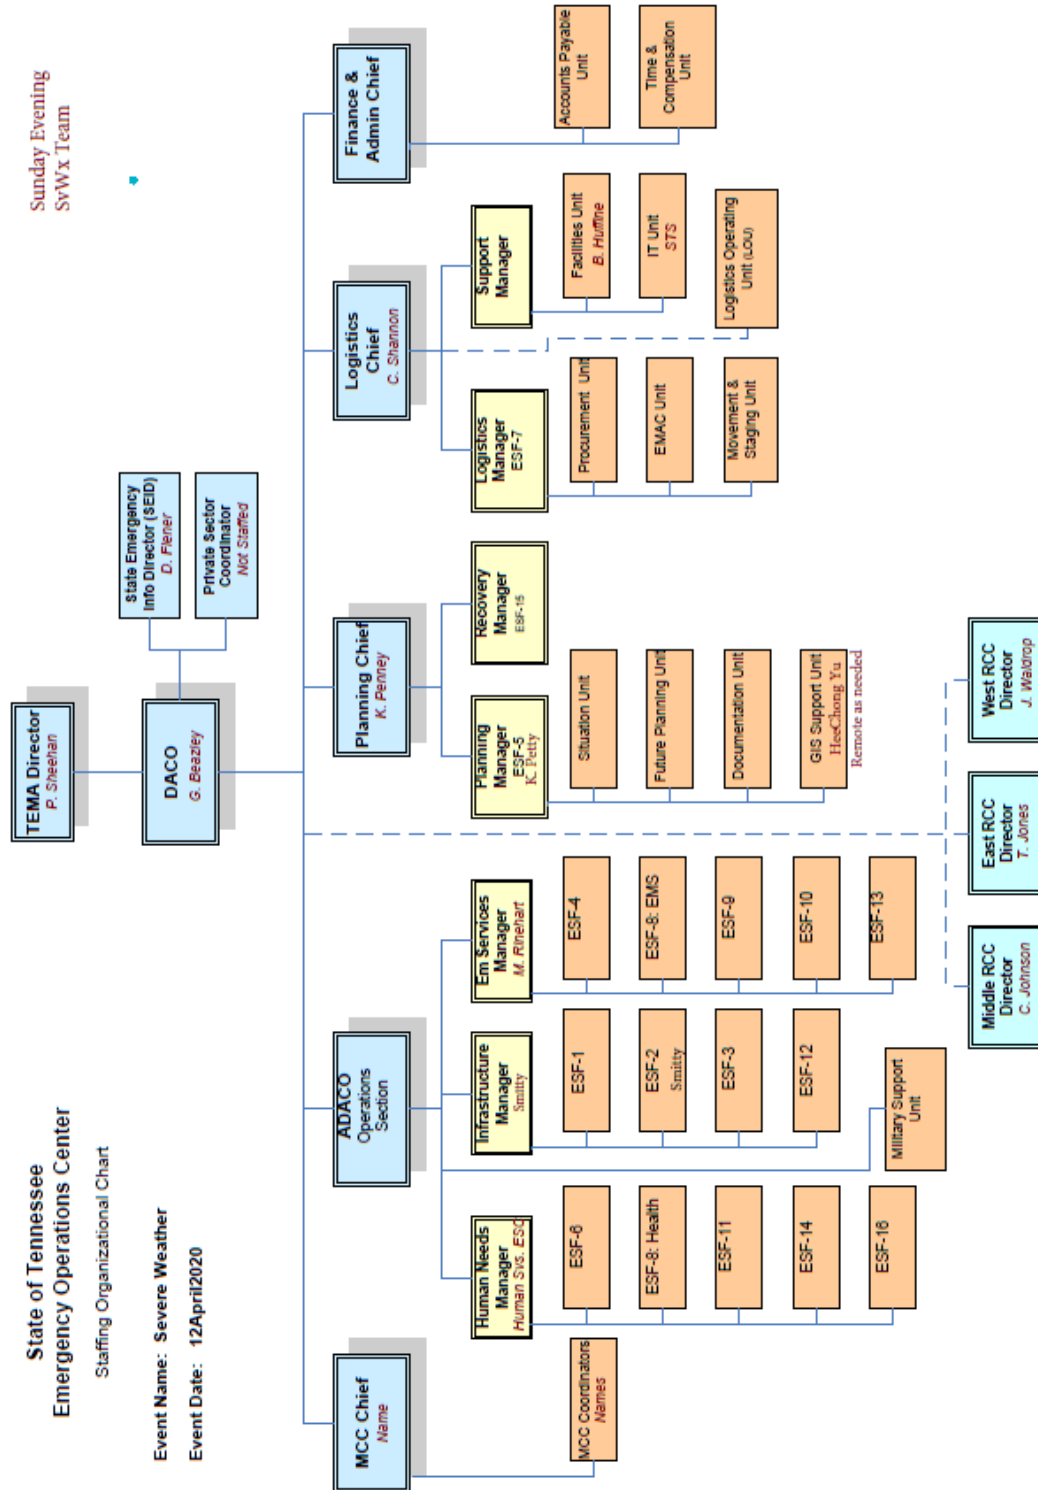 State of Tennessee
Emergency Operations Center
Staffing Organizational Chart
Event Name: Severe Weather
Event Date: 12April2020
Sunday Evening
SvWx Team
TEMA Director
P. Sheehan
DACO
G. Beazley
State Emergency
Info Director (SEID)
D. Flener
Private Sector
Coordinator
Not Staffed
MCC Chief
Name
ADACO
Operations
Section
Planning Chief
K. Penney
Logistics
Chief
C. Shannon
Finance &
Admin Chief
Human Needs
Manager
Human Svs. ESC
Infrastructure
Manager
Smitty
Em Services
Manager
M. Rinehart
Planning
Manager
ESF-5
K. Petty
Recovery
Manager
ESF-15
Logistics
Manager
ESF-7
Support
Manager
MCC Coordinators
Names
ESF-6
ESF-8: Health
ESF-11
ESF-14
ESF-16
ESF-1
ESF-2
Smitty
ESF-3
ESF-12
Military Support
Unit
ESF-4
ESF-8: EMS
ESF-9
ESF-10
ESF-13
Situation Unit
Future Planning Unit
Documentation Unit
GIS Support Unit
HeeChong Yu
Remote as needed
Procurement Unit
EMAC Unit
Movement &
Staging Unit
Facilities Unit
B. Huffine
IT Unit
STS
Logistics Operating
Unit (LOU)
Accounts Payable
Unit
Time &
Compensation
Unit
Middle RCC
Director
C. Johnson
East RCC
Director
T. Jones
West RCC
Director
J. Waldrop